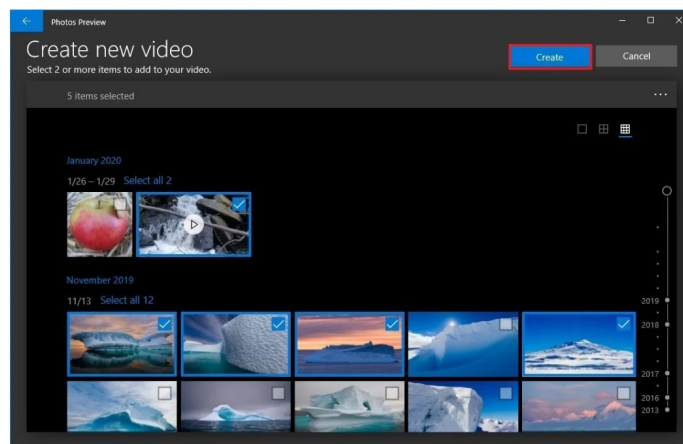 Photos Preview
Create new video
Select 2 or more items to add to your video.
Create
Cancel
5 items selected
January 2020
1/26 – 1/29 Select all 2
November 2019
11/13 Select all 12
2019
2018
2017
2016
2013